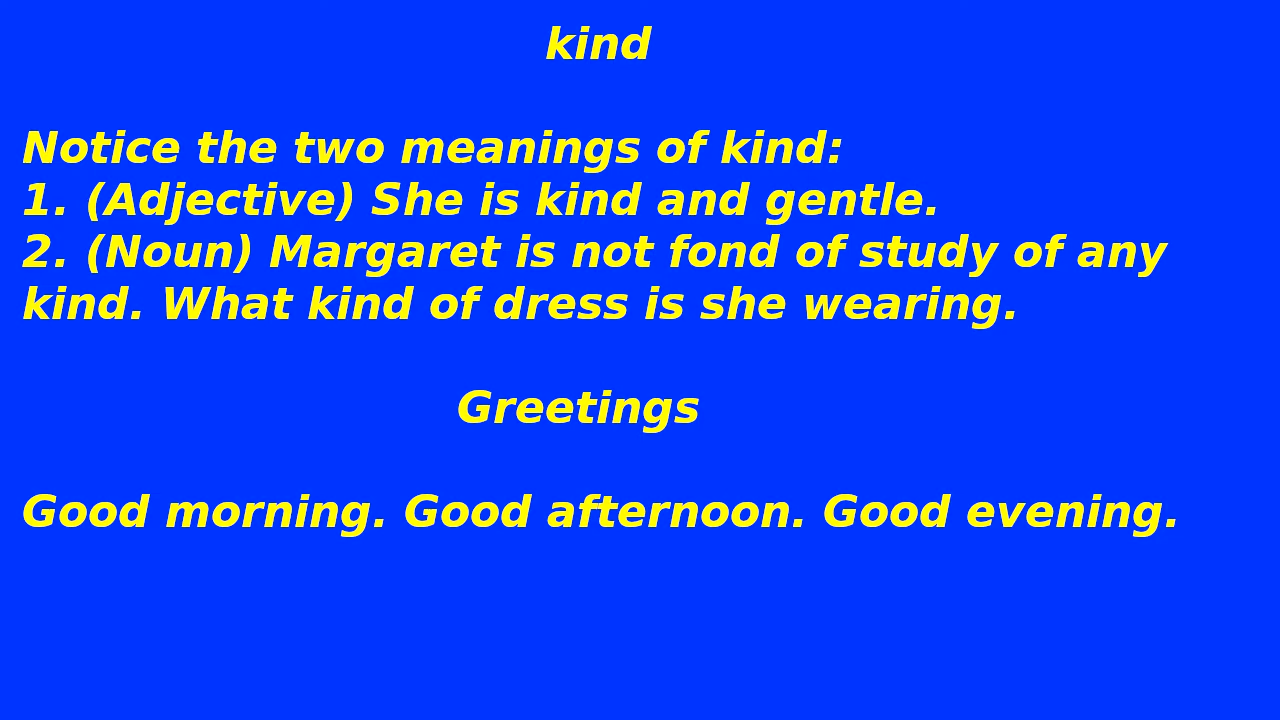 kind
Notice the two meanings of kind:
1. (Adjective) She is kind and gentle.
2. (Noun) Margaret is not fond of study of any
kind. What kind of dress is she wearing.
Greetings
Good morning. Good afternoon. Good evening.